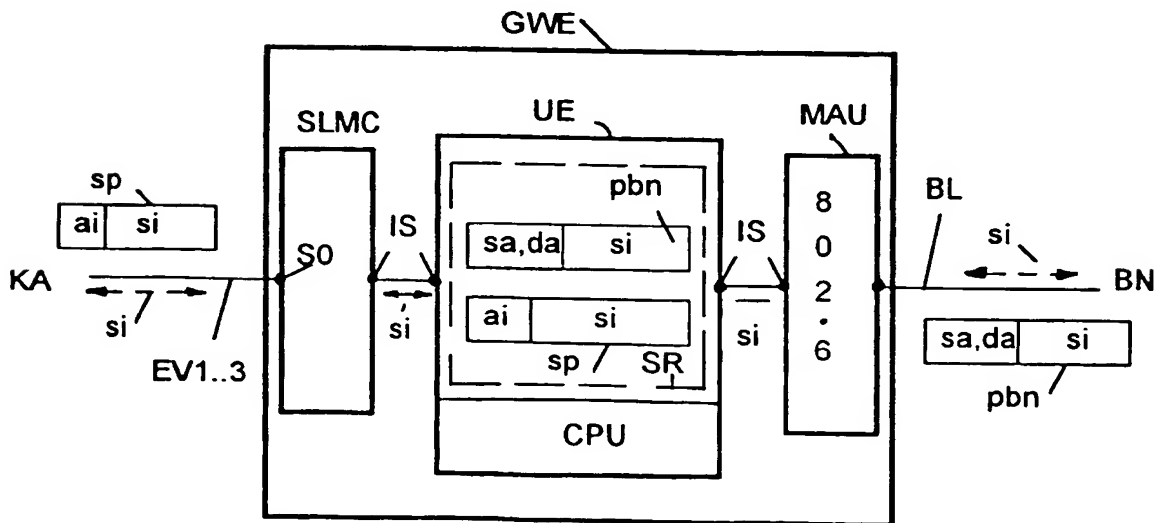 GWE
SLMC
UE
MAU
sp
ai si
S0
IS
pbn
sa,da si
ai si
sp
SR
CPU
IS
8
0
2
.
6
BL
si
KA
si
EV1..3
si
si
BN
sa,da si
pbn